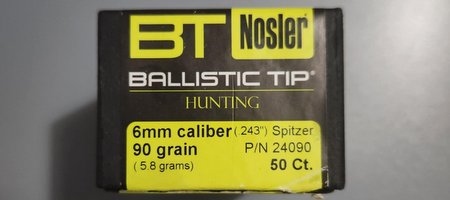 BT Nosler®
BALLISTIC TIP®
HUNTING
6mm caliber (.243") Spitzer
90 grain P/N 24090
(5.8 grams) 50 Ct.